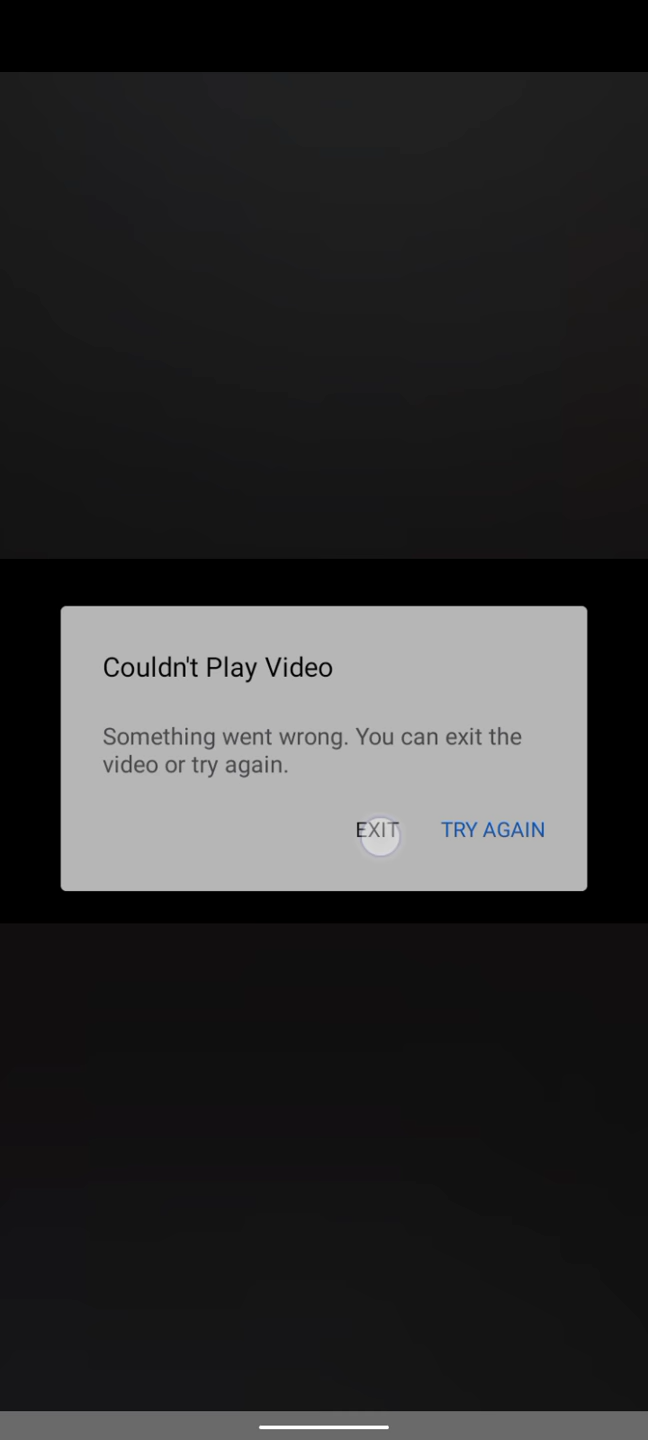 Couldn't Play Video
Something went wrong. You can exit the
video or try again.
EXIT TRY AGAIN